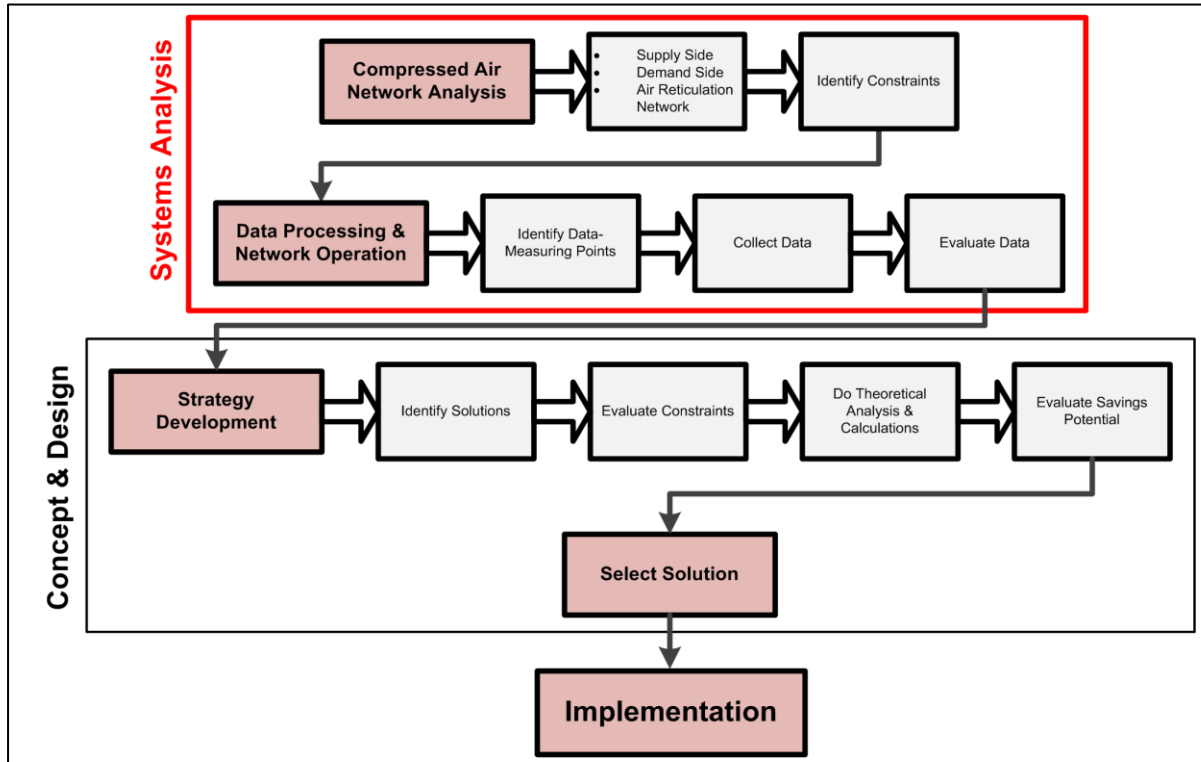 Systems Analysis
Compressed Air
Network Analysis
• Supply Side
• Demand Side
• Air Reticulation
Network
Identify Constraints
Data Processing &
Network Operation
Identify Data-
Measuring Points
Collect Data
Evaluate Data
Concept & Design
Strategy
Development
Identify Solutions
Evaluate Constraints
Do Theoretical
Analysis &
Calculations
Evaluate Savings
Potential
Select Solution
Implementation